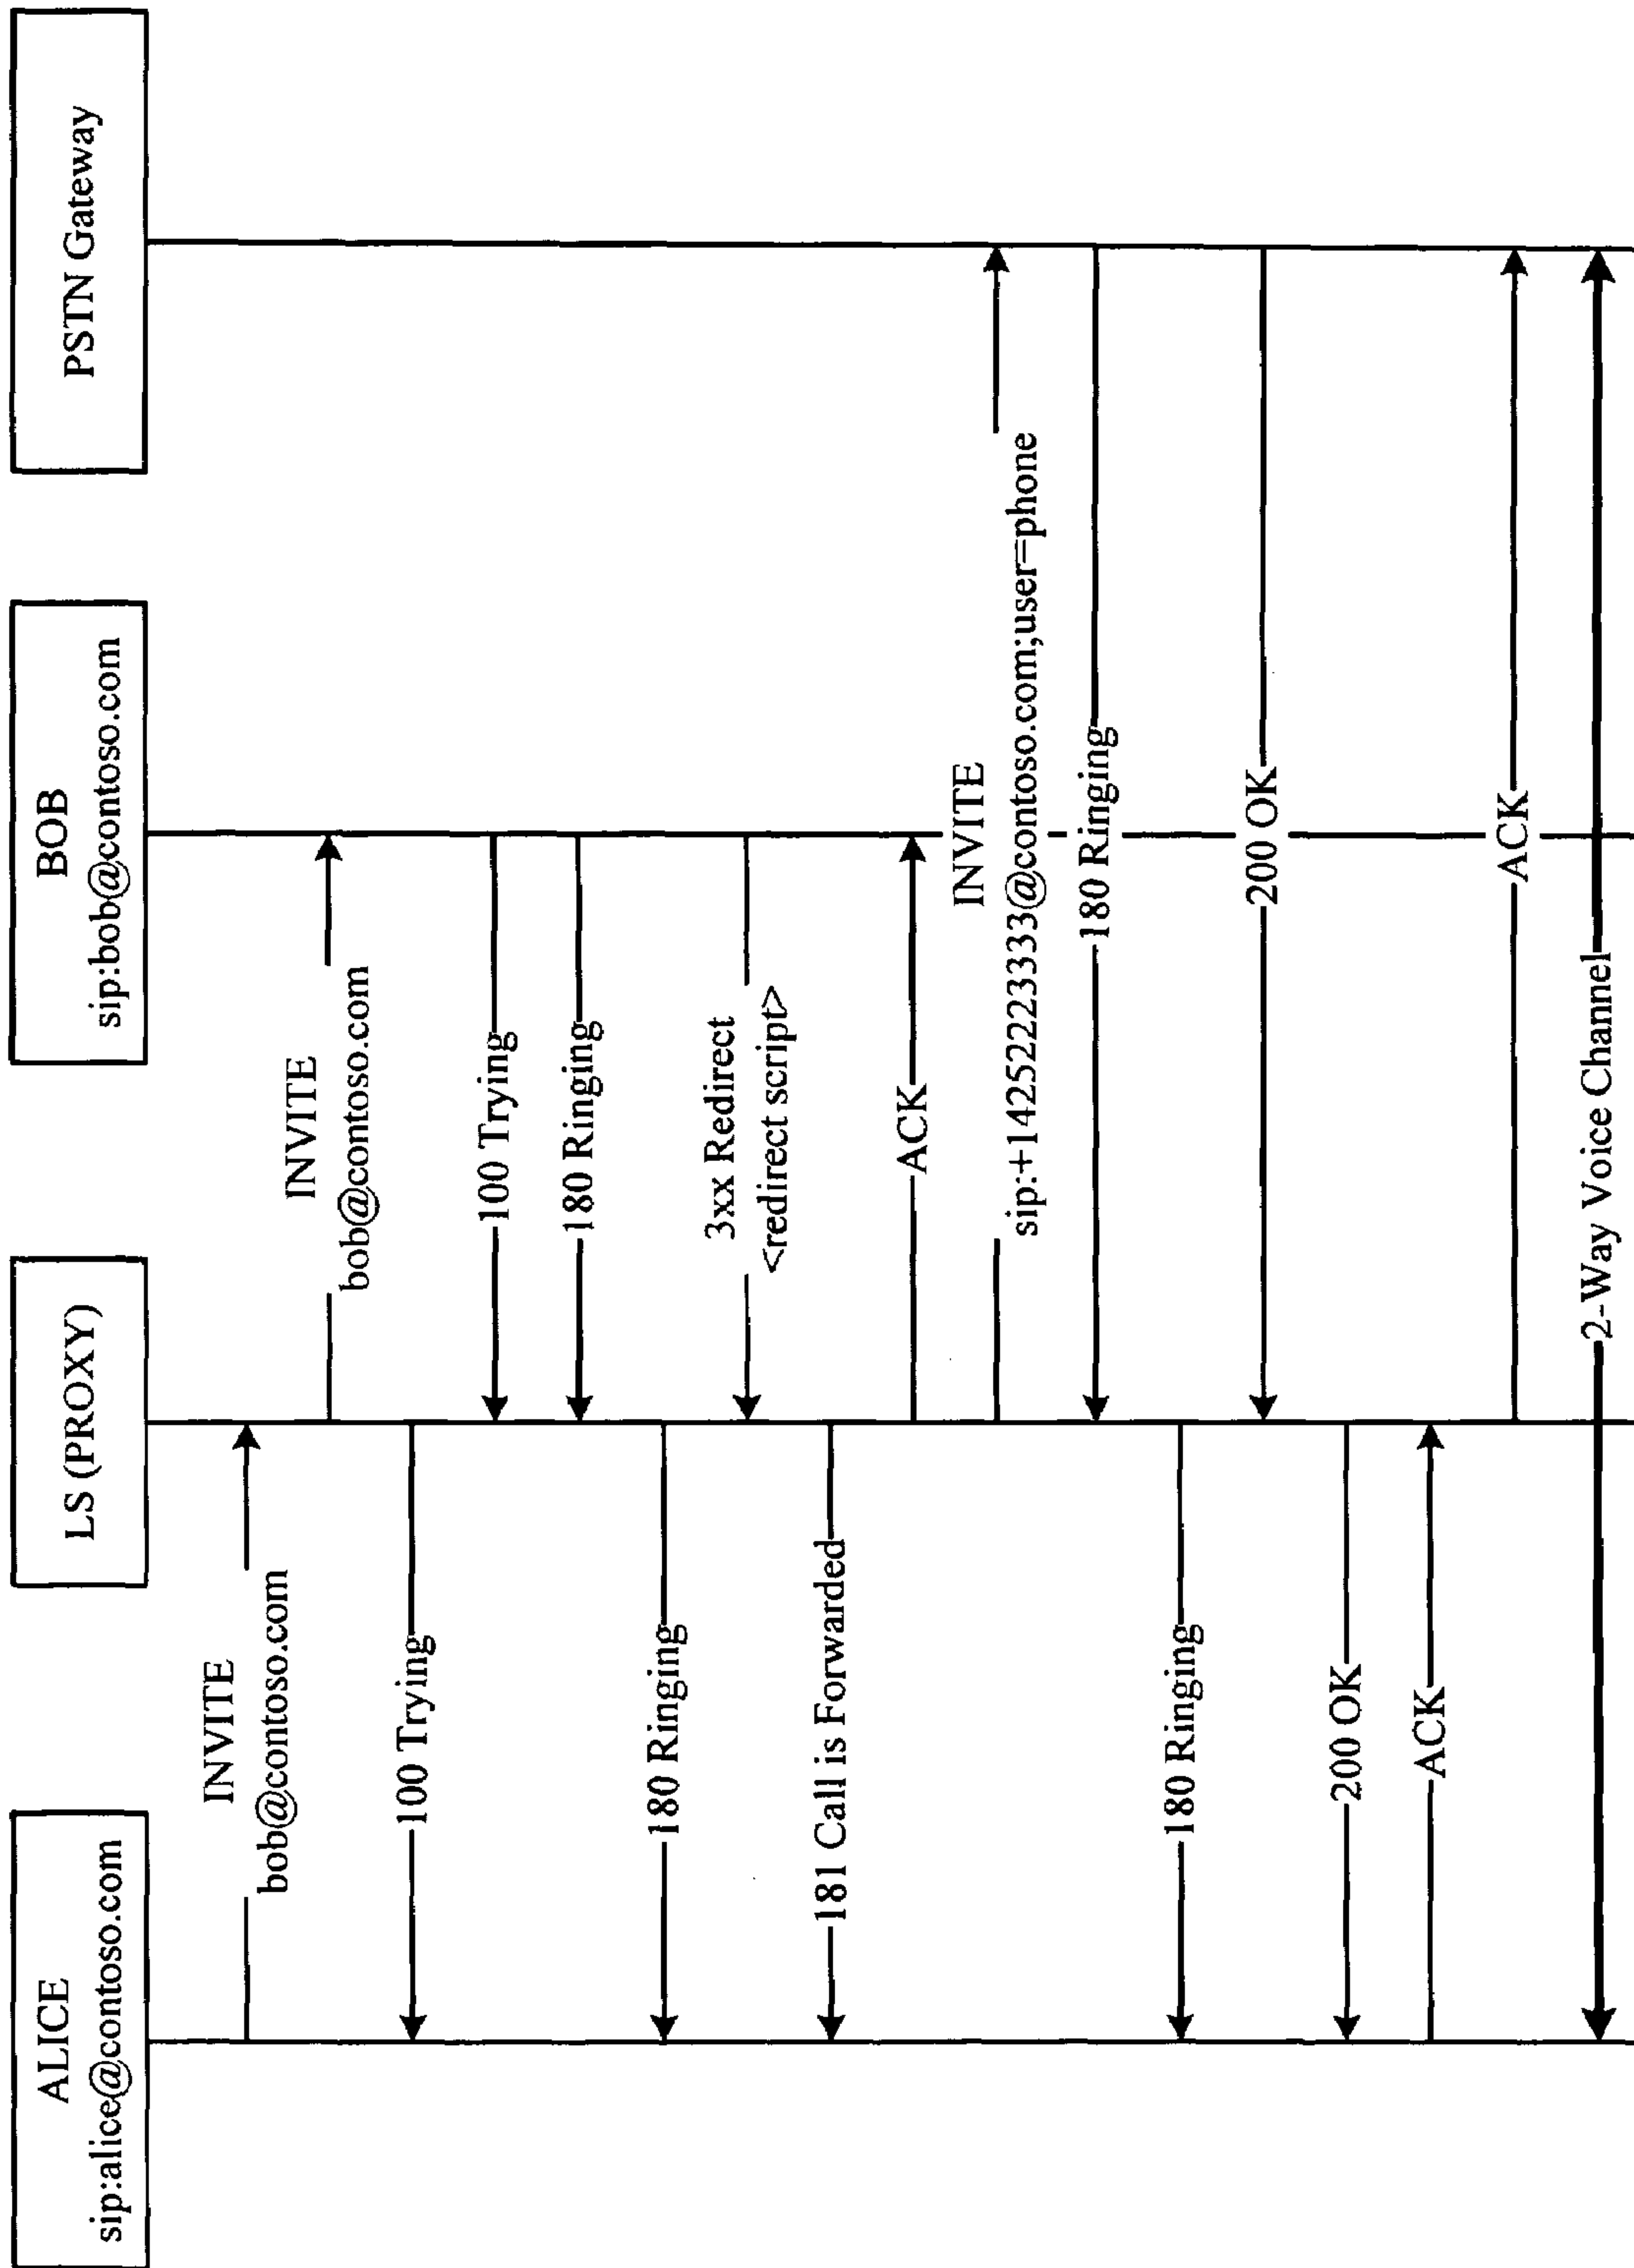 ALICE
sip:alice@contoso.com
LS (PROXY)
BOB
sip:bob@contoso.com
PSTN Gateway
INVITE
bob@contoso.com
INVITE
bob@contoso.com
100 Trying
100 Trying
180 Ringing
180 Ringing
3xx Redirect
<redirect script>
181 Call is Forwarded
ACK
INVITE
sip:+14252223333@contoso.com;user=phone
180 Ringing
180 Ringing
200 OK
200 OK
ACK
ACK
2-Way Voice Channel